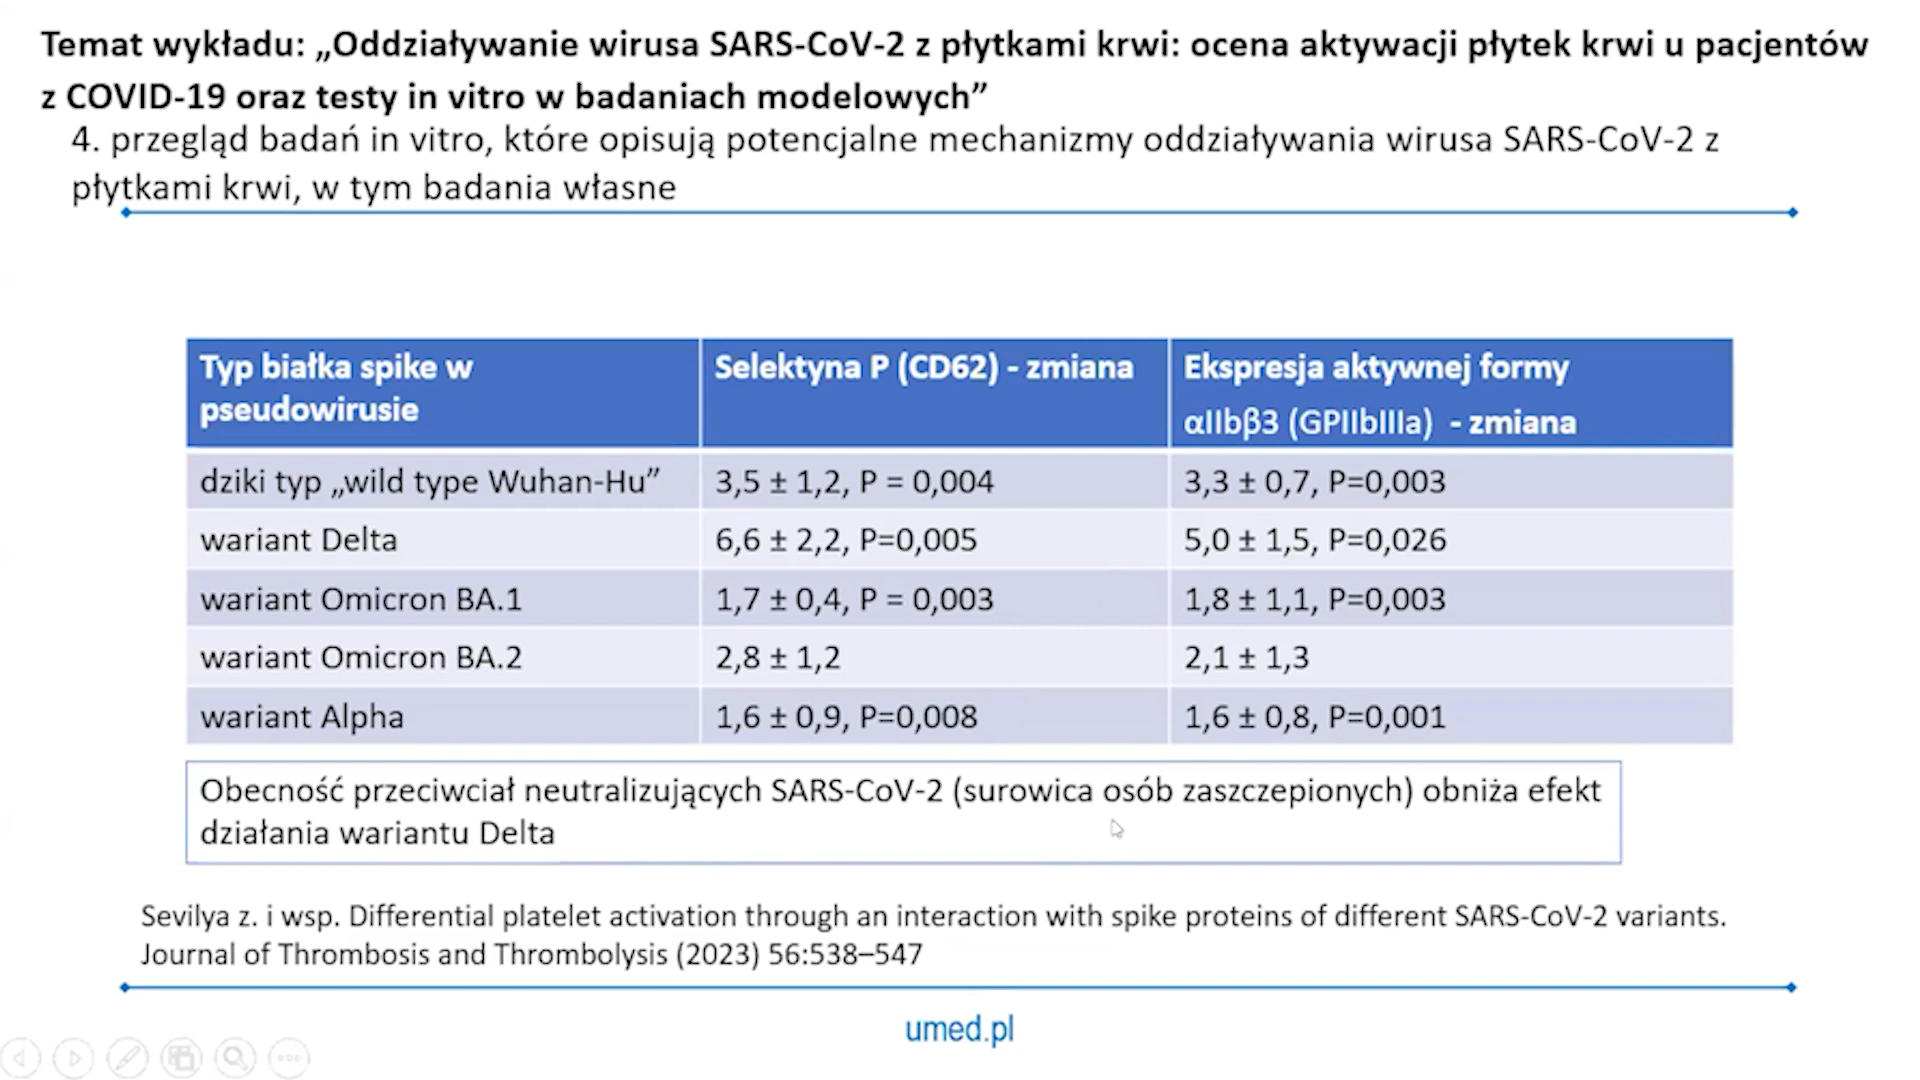 Temat wykładu: „Oddziaływanie wirusa SARS-CoV-2 z płytkami krwi: ocena aktywacji płytek krwi u pacjentów
z COVID-19 oraz testy in vitro w badaniach modelowych”
4. przegląd badań in vitro, które opisują potencjalne mechanizmy oddziaływania wirusa SARS-CoV-2 z
płytkami krwi, w tym badania własne
Typ białka spike w
pseudowirusie
Selektyna P (CD62) - zmiana
Ekspresja aktywnej formy
αIIbβ3 (GPIIbIIIa) - zmiana
dziki typ „wild type Wuhan-Hu”
3,5 ± 1,2, P = 0,004
3,3 ± 0,7, P=0,003
wariant Delta
6,6 ± 2,2, P=0,005
5,0 ± 1,5, P=0,026
wariant Omicron BA.1
1,7 ± 0,4, P = 0,003
1,8 ± 1,1, P=0,003
wariant Omicron BA.2
2,8 ± 1,2
2,1 ± 1,3
wariant Alpha
1,6 ± 0,9, P=0,008
1,6 ± 0,8, P=0,001
Obecność przeciwciał neutralizujących SARS-CoV-2 (surowica osób zaszczepionych) obniża efekt
działania wariantu Delta
Sevilya z. i wsp. Differential platelet activation through an interaction with spike proteins of different SARS-CoV-2 variants.
Journal of Thrombosis and Thrombolysis (2023) 56:538–547
umed.pl